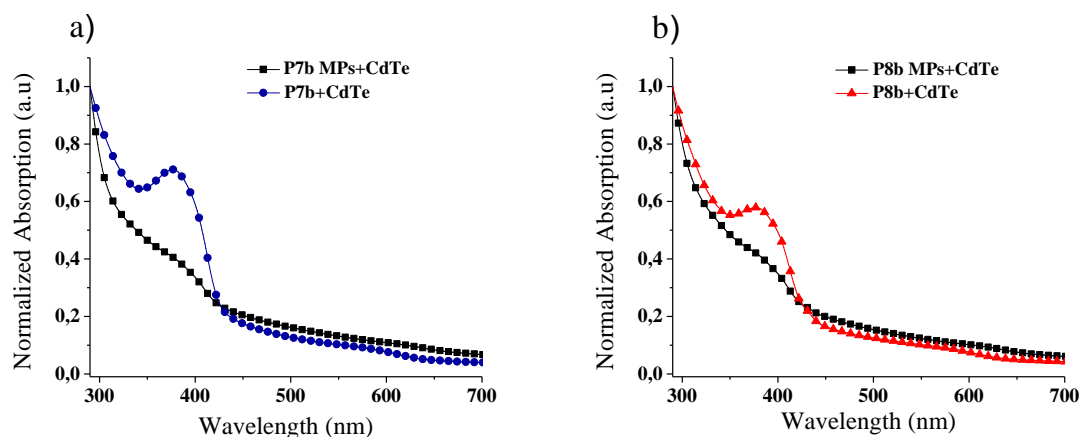 a)
P7b MPs+CdTe
P7b+CdTe
Normalized Absorption (a.u)
1,0
0,8
0,6
0,4
0,2
0,0
300 400 500 600 700
Wavelength (nm)
b)
P8b MPs+CdTe
P8b+CdTe
Normalized Absorption (a.u)
1,0
0,8
0,6
0,4
0,2
0,0
300 400 500 600 700
Wavelength (nm)